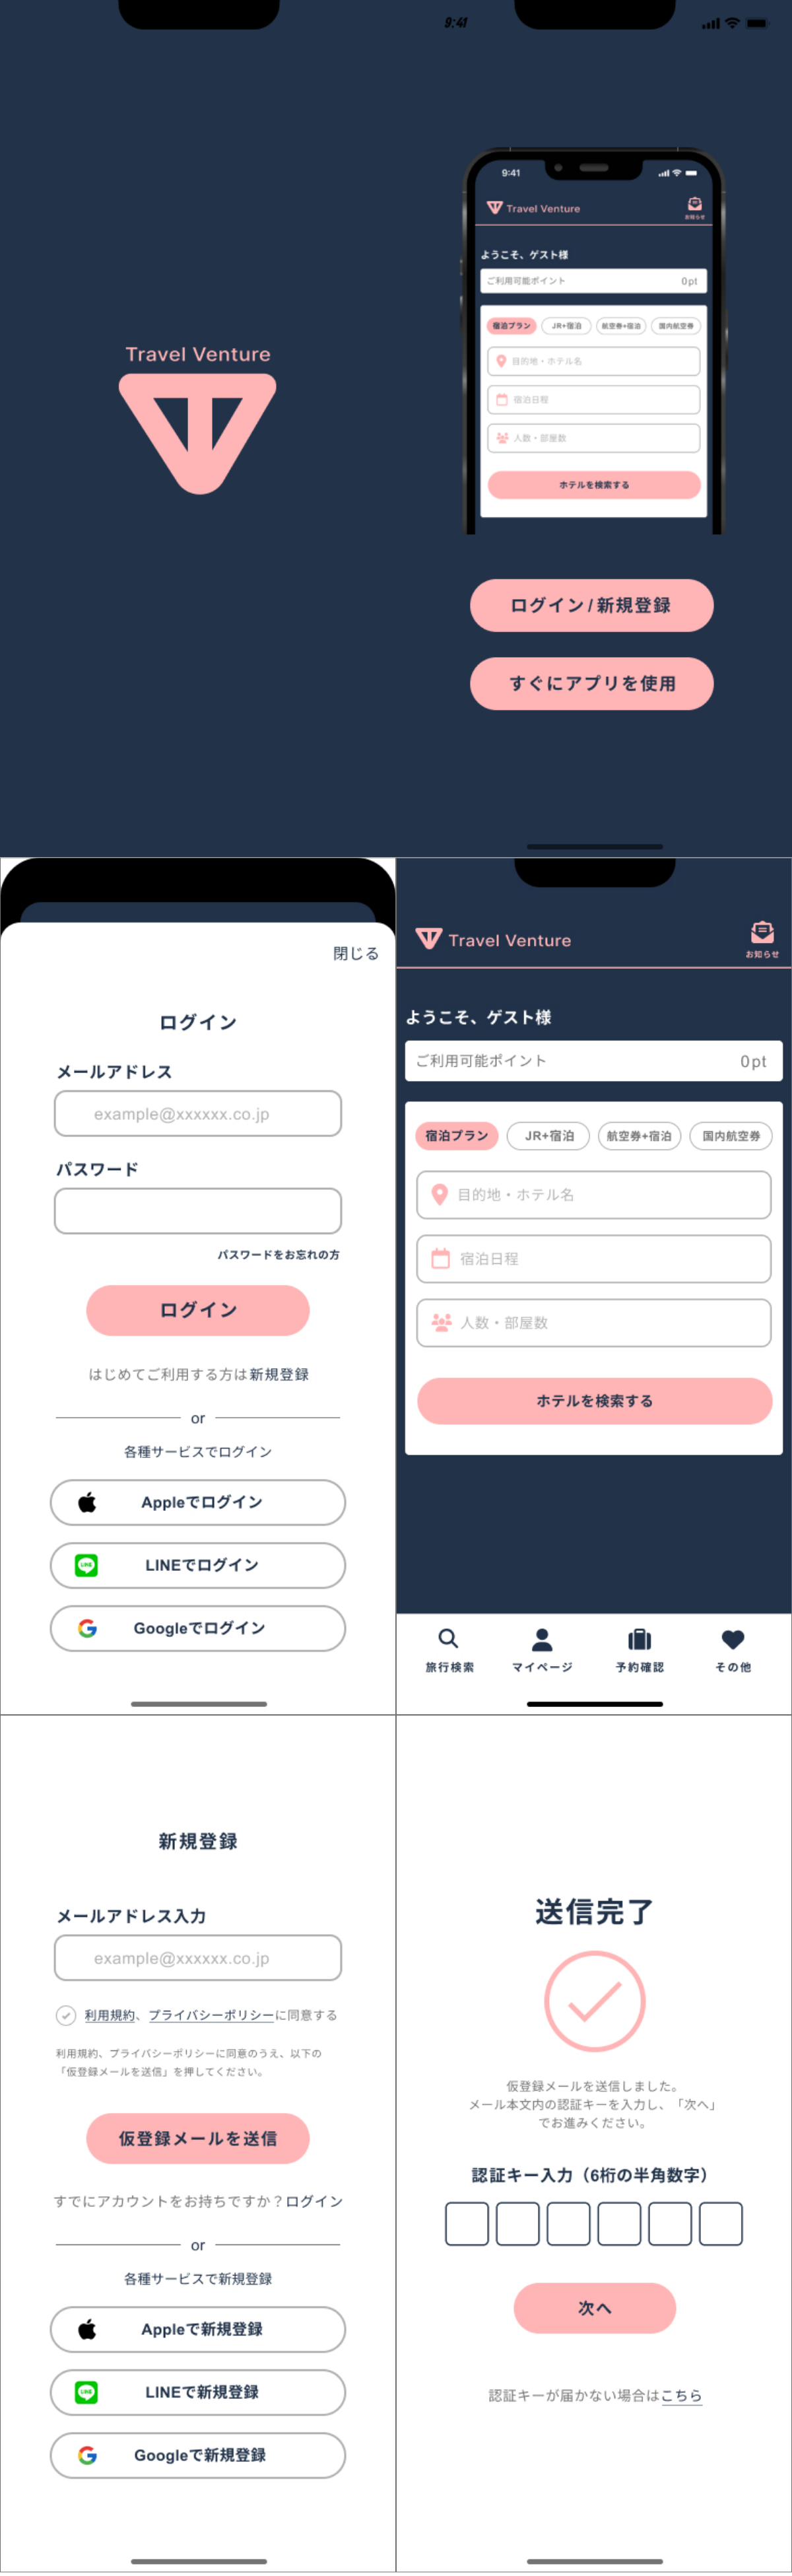 Travel Venture
9:41
9:41
Travel Venture
お知らせ
ようこそ、ゲスト様
ご利用可能ポイント 0pt
宿泊プラン JR+宿泊 航空券+宿泊 国内航空券
目的地・ホテル名
宿泊日程
人数・部屋数
ホテルを検索する
ログイン/新規登録
すぐにアプリを使用
閉じる
ログイン
メールアドレス
example@xxxxxx.co.jp
パスワード
パスワードをお忘れの方
ログイン
はじめてご利用する方は新規登録
or
各種サービスでログイン
Appleでログイン
LINE
LINEでログイン
Googleでログイン
Travel Venture
お知らせ
ようこそ、ゲスト様
ご利用可能ポイント 0pt
宿泊プラン JR+宿泊 航空券+宿泊 国内航空券
目的地・ホテル名
宿泊日程
人数・部屋数
ホテルを検索する
旅行検索 マイページ 予約確認 その他
新規登録
メールアドレス入力
example@xxxxxx.co.jp
利用規約、プライバシーポリシーに同意する
利用規約、プライバシーポリシーに同意のうえ、以下の
「仮登録メールを送信」を押してください。
仮登録メールを送信
すでにアカウントをお持ちですか？ログイン
or
各種サービスで新規登録
Appleで新規登録
LINE
LINEで新規登録
Googleで新規登録
送信完了
仮登録メールを送信しました。
メール本文内の認証キーを入力し、「次へ」
でお進みください。
認証キー入力（6桁の半角数字）
次へ
認証キーが届かない場合はこちら